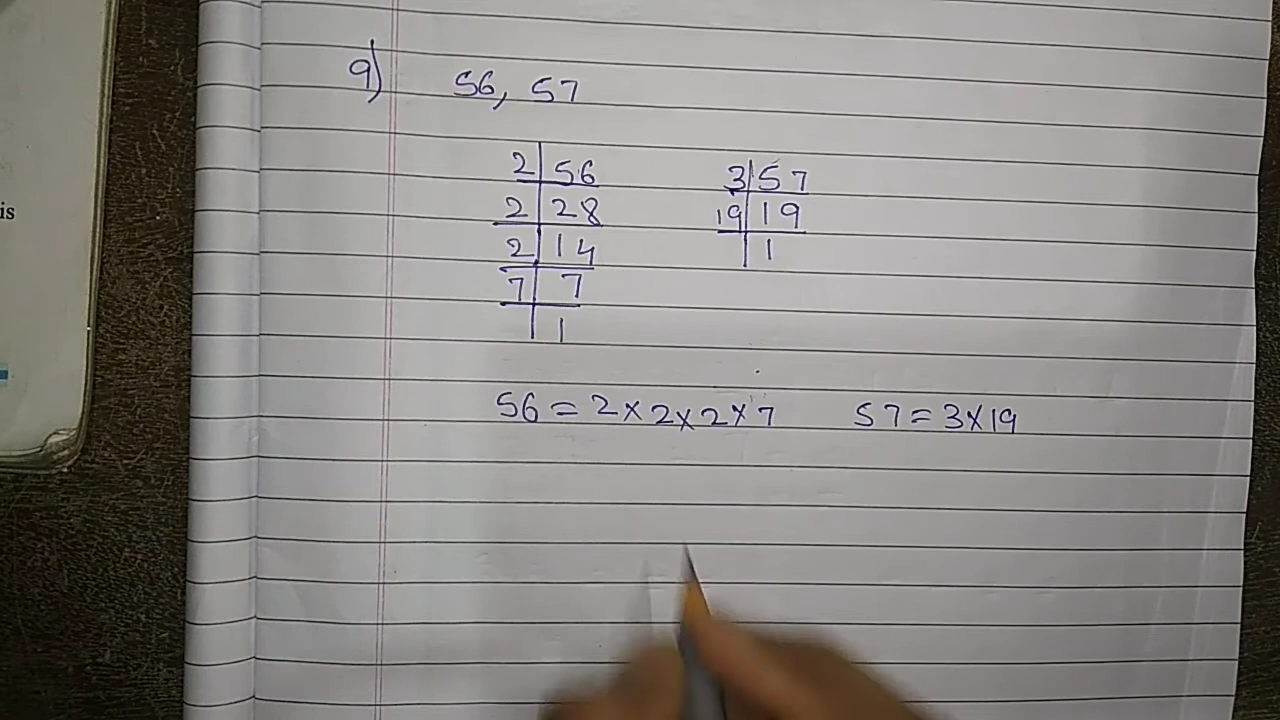 is
9) 56, 57
2 56
2 28
2 14
7 7
1
3 57
19 19
1
56 = 2 × 2 × 2 × 7 57 = 3 × 19